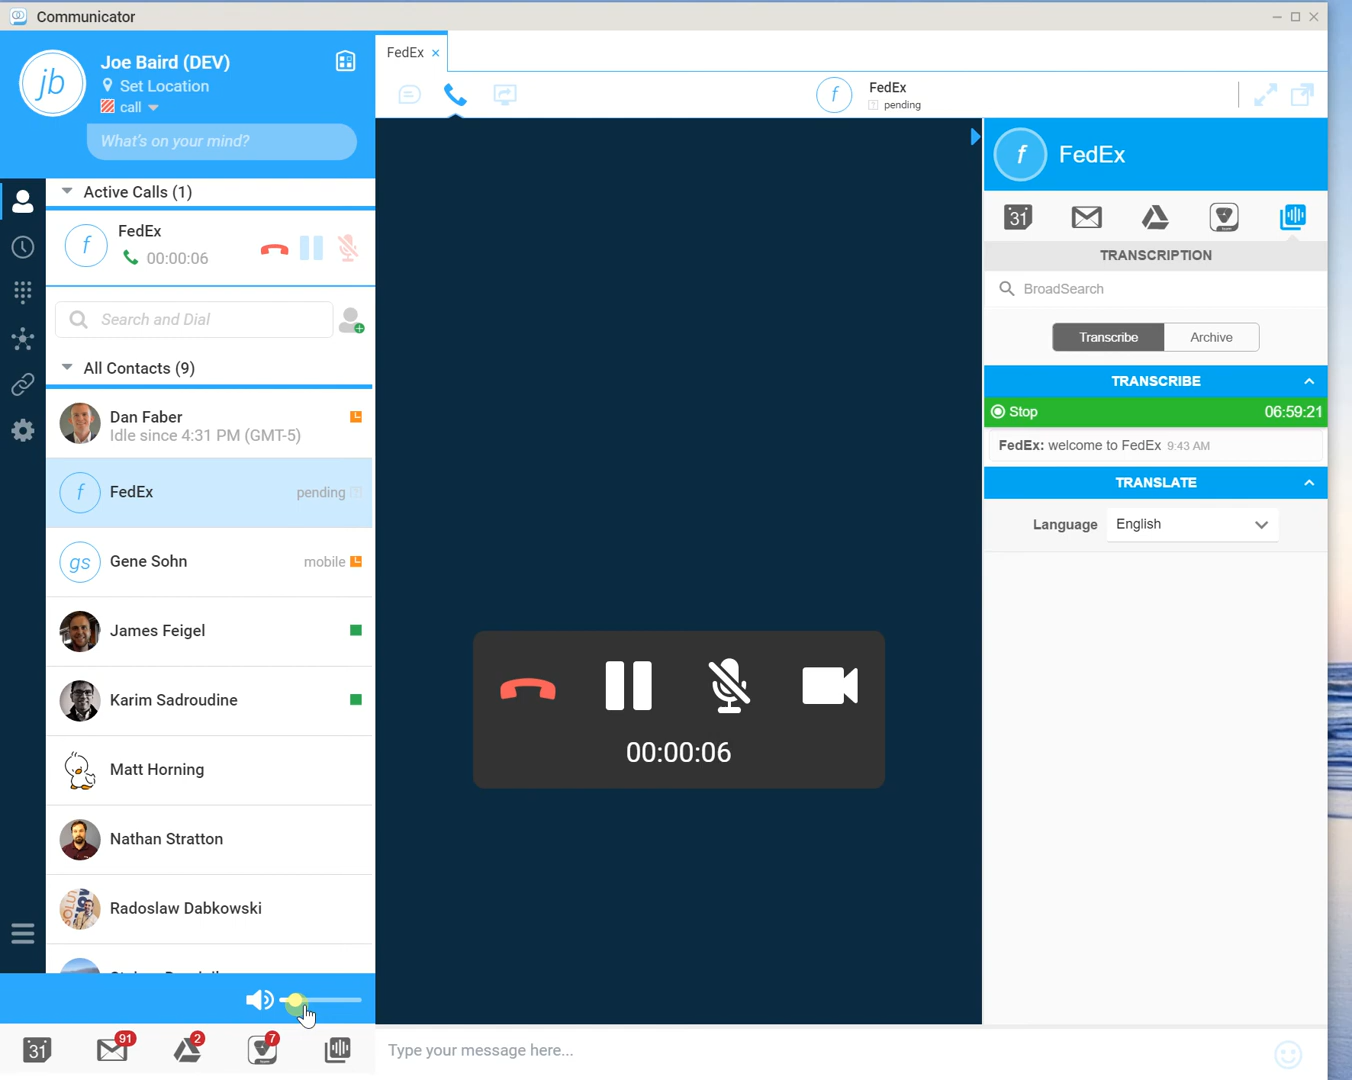 Communicator
jb
Joe Baird (DEV)
Set Location
call
What's on your mind?
Active Calls (1)
f
FedEx
00:00:06
Search and Dial
All Contacts (9)
Dan Faber
Idle since 4:31 PM (GMT-5)
f
FedEx
pending
gs
Gene Sohn
mobile
James Feigel
Karim Sadroudine
Matt Horning
Nathan Stratton
Radoslaw Dabkowski
31
91
2
7
FedEx ×
f
FedEx
pending
00:00:06
Type your message here...
f
FedEx
31
TRANSCRIPTION
BroadSearch
Transcribe Archive
TRANSCRIBE
Stop 06:59:21
FedEx: welcome to FedEx 9:43 AM
TRANSLATE
Language English